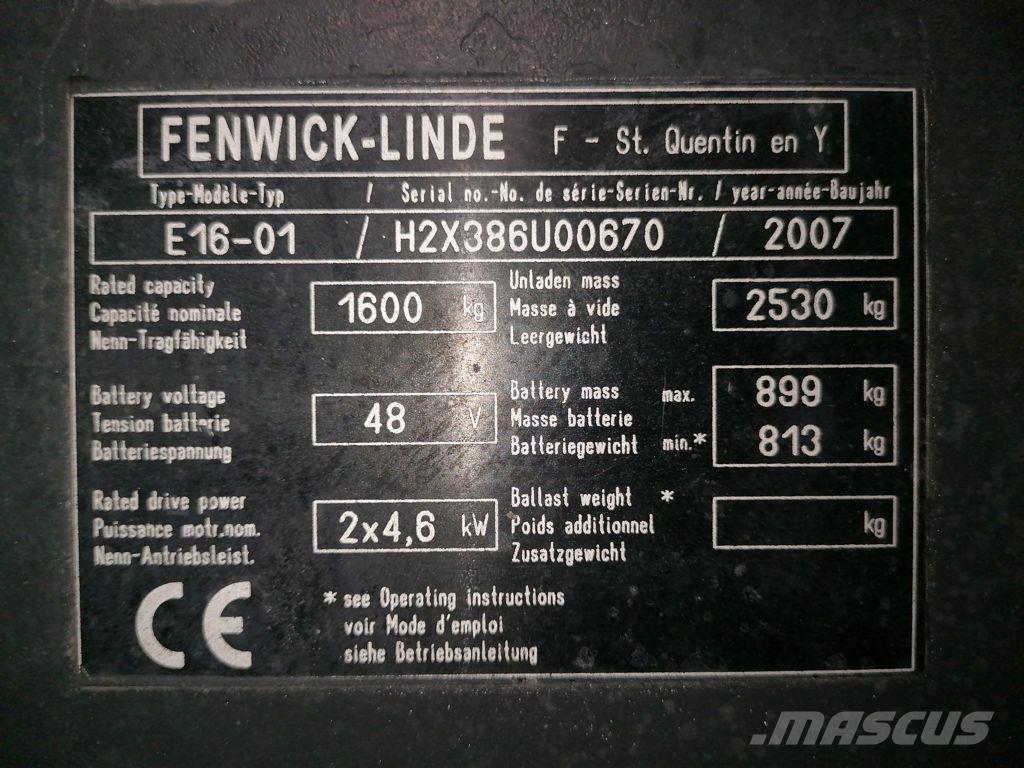 FENWICK-LINDE F - St. Quentin en Y
Type-Modèle-Typ / Serial no.-No. de série-Serien-Nr. / year-année-Baujahr
E16-01 / H2X386U00670 / 2007
Rated capacity
Capacité nominale
Nenn-Tragfähigkeit
1600 kg
Unladen mass
Masse à vide
Leergewicht
2530 kg
Battery voltage
Tension batterie
Batteriespannung
48 V
Battery mass max. 899 kg
Masse batterie
Batteriegewicht min.* 813 kg
Rated drive power
Puissance motr.nom.
Nenn-Antriebsleist.
2x4,6 kW
Ballast weight *
Poids additionnel
Zusatzgewicht
kg
CE
* see Operating instructions
voir Mode d'emploi
siehe Betriebsanleitung
.MASCUS